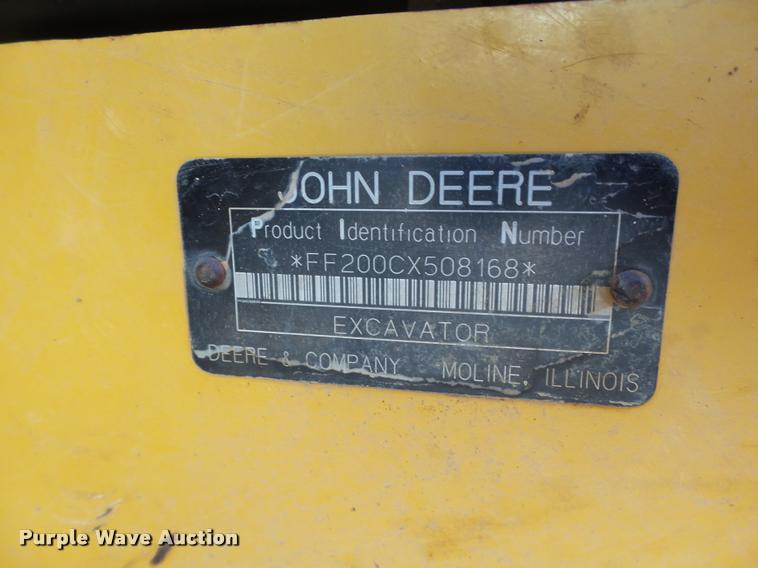 JOHN DEERE
Product Identification Number
*FF200CX508168*
EXCAVATOR
DEERE & COMPANY MOLINE, ILLINOIS
Purple Wave Auction